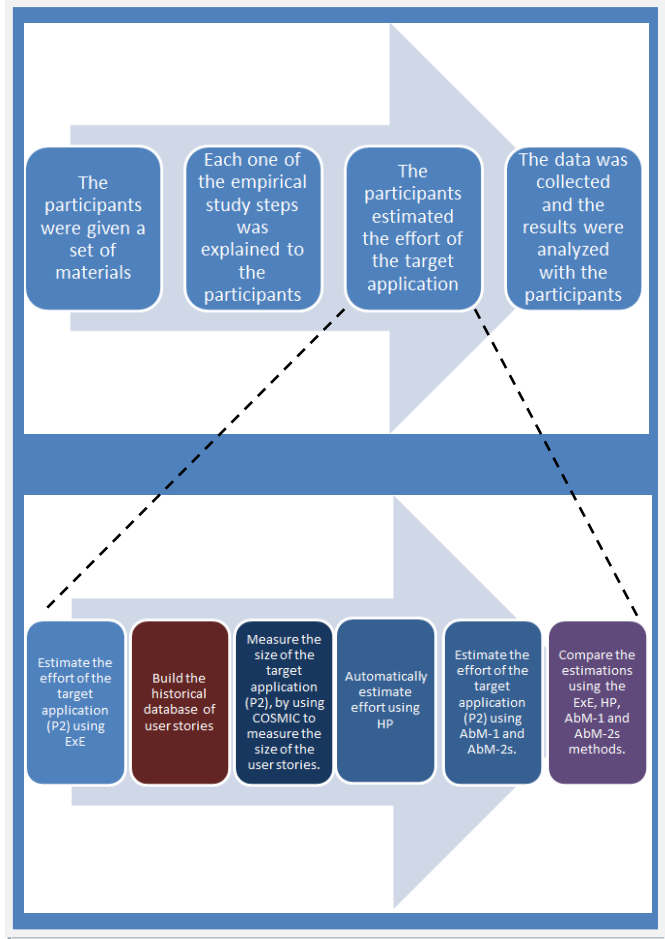 The
participants
were given a
set of
materials
Each one of
the empirical
study steps
was
explained to
the
participants
The
participants
estimated
the effort of
the target
application
The data was
collected
and the
results were
analyzed
with the
participants
Estimate the
effort of the
target
application
(P2) using
ExE
Build the
historical
database of
user stories
Measure the
size of the
target
application
(P2), by using
COSMIC to
measure the
size of the
user stories.
Automatically
estimate
effort using
HP
Estimate the
effort of the
target
application
(P2) using
AbM-1 and
AbM-2s.
Compare the
estimations
using the
ExE, HP,
AbM-1 and
AbM-2s
methods.